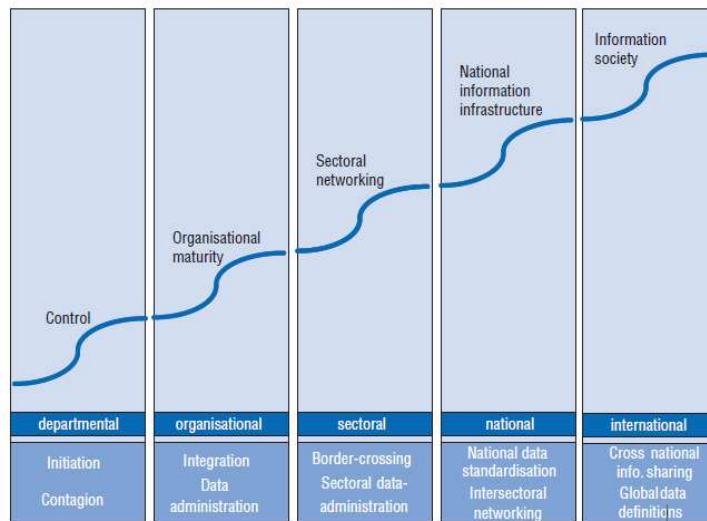 Information
society
National
information
infrastructure
Sectoral
networking
Organisational
maturity
Control
departmental
organisational
sectoral
national
international
Initiation
Contagion
Integration
Data
administration
Border-crossing
Sectoral data-
administration
National data
standardisation
Intersectoral
networking
Cross national
info. sharing
Global data
definitions